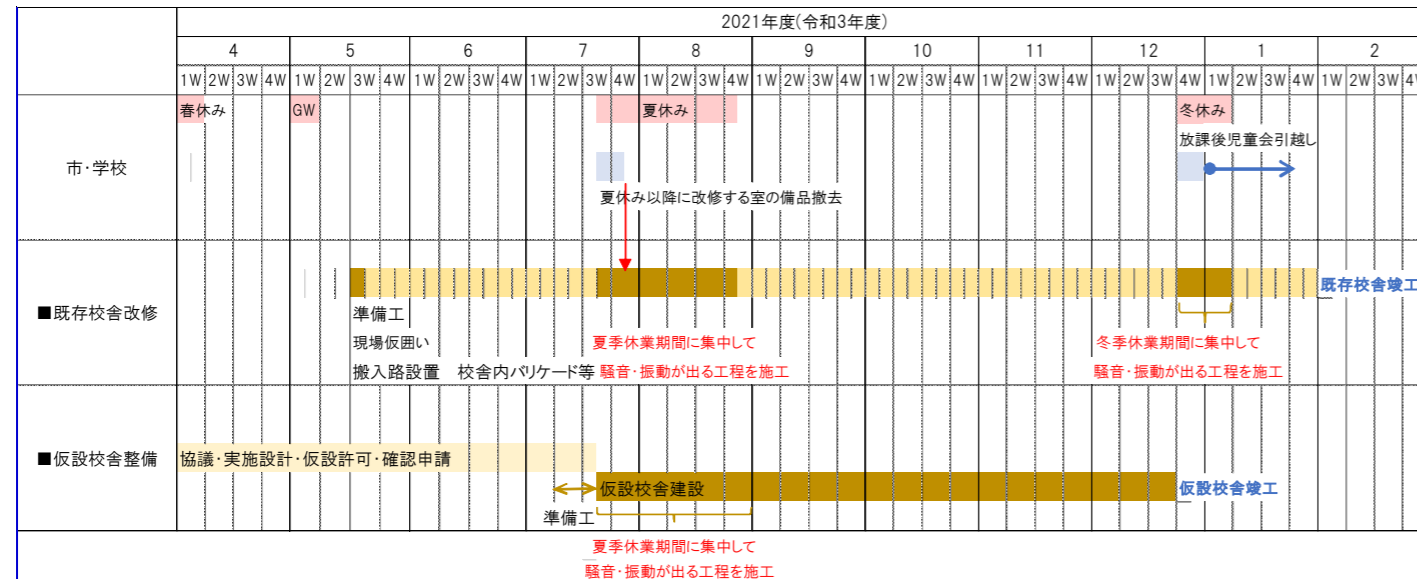 2021年度(令和3年度)
4 5 6 7 8 9 10 11 12 1 2
1W 2W 3W 4W 1W 2W 3W 4W 1W 2W 3W 4W 1W 2W 3W 4W 1W 2W 3W 4W 1W 2W 3W 4W 1W 2W 3W 4W 1W 2W 3W 4W 1W 2W 3W 4W 1W 2W 3W 4W 1W 2W 3W 4W
春休み GW 夏休み 冬休み
放課後児童会引越し
市・学校
夏休み以降に改修する室の備品撤去
既存校舎竣工
■既存校舎改修
準備工
現場仮囲い 夏季休業期間に集中して 冬季休業期間に集中して
搬入路設置 校舎内バリケード等 騒音・振動が出る工程を施工 騒音・振動が出る工程を施工
■仮設校舎整備 協議・実施設計・仮設許可・確認申請
仮設校舎建設 仮設校舎竣工
準備工
夏季休業期間に集中して
騒音・振動が出る工程を施工